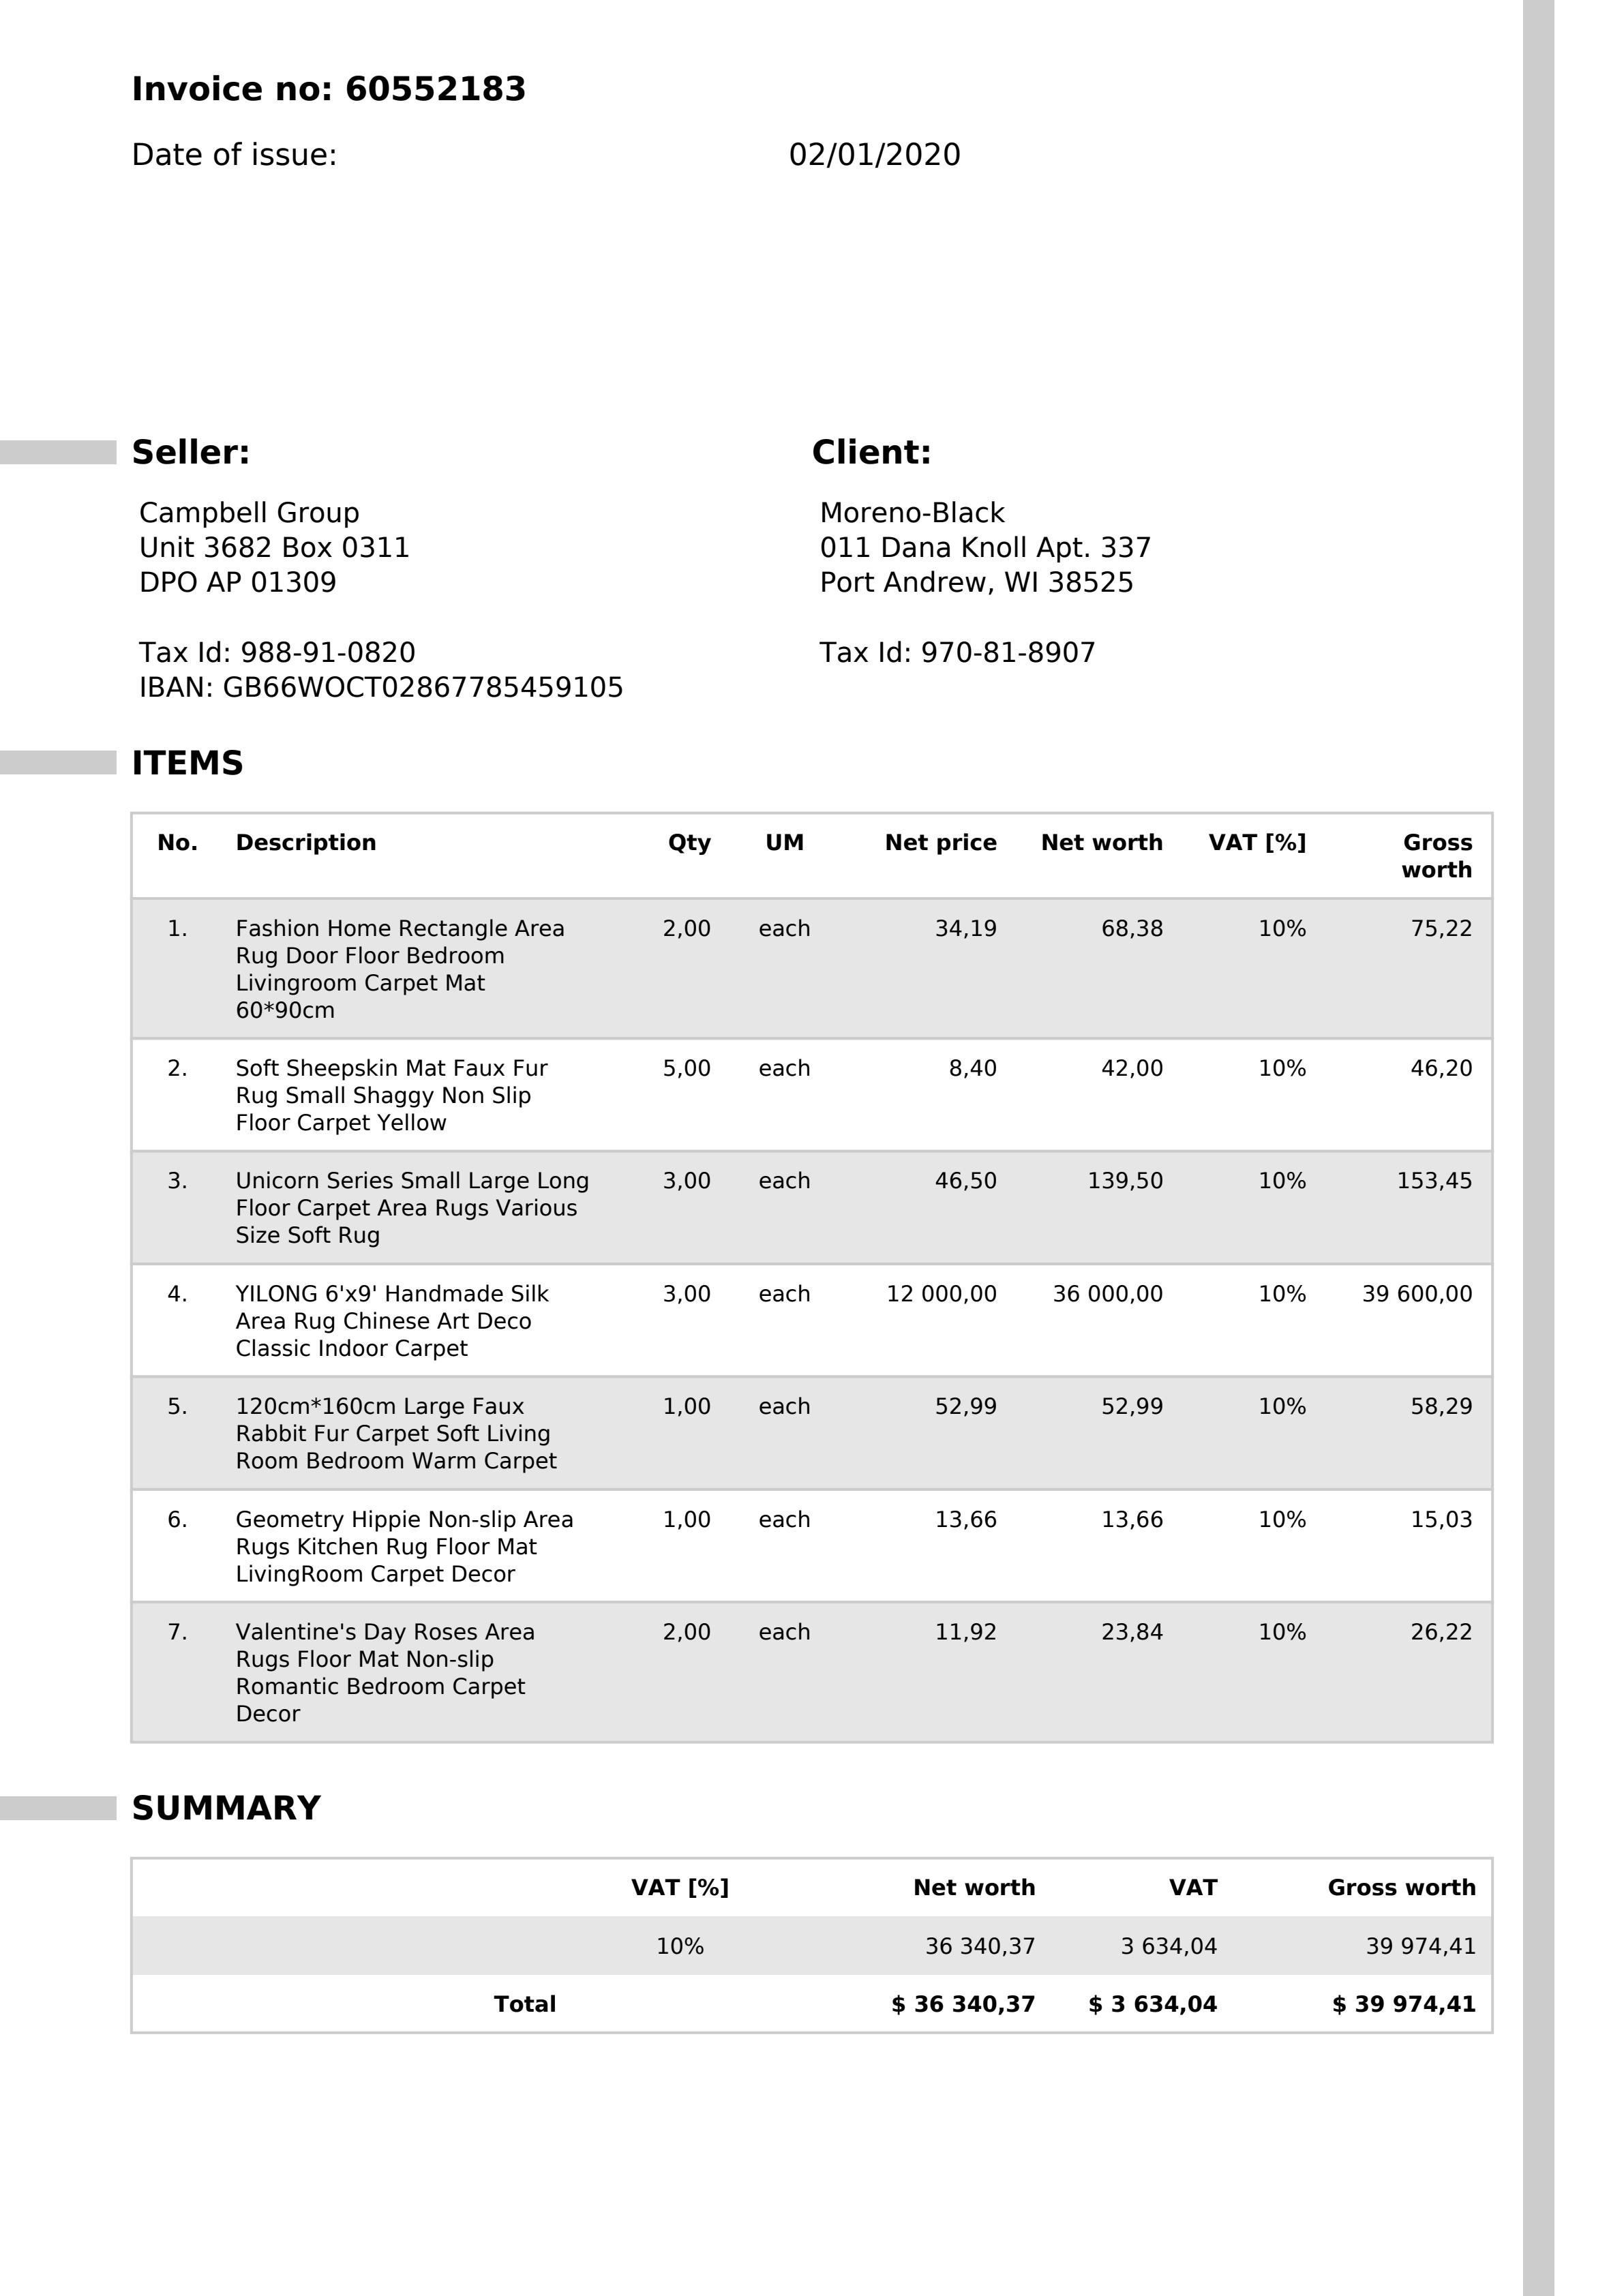 Invoice no: 60552183
Date of issue: 02/01/2020
Seller:
Campbell Group
Unit 3682 Box 0311
DPO AP 01309
Tax Id: 988-91-0820
IBAN: GB66WOCT02867785459105
Client:
Moreno-Black
011 Dana Knoll Apt. 337
Port Andrew, WI 38525
Tax Id: 970-81-8907
ITEMS
No. Description Qty UM Net price Net worth VAT [%] Gross
worth
1. Fashion Home Rectangle Area 2,00 each 34,19 68,38 10% 75,22
Rug Door Floor Bedroom
Livingroom Carpet Mat
60*90cm
2. Soft Sheepskin Mat Faux Fur 5,00 each 8,40 42,00 10% 46,20
Rug Small Shaggy Non Slip
Floor Carpet Yellow
3. Unicorn Series Small Large Long 3,00 each 46,50 139,50 10% 153,45
Floor Carpet Area Rugs Various
Size Soft Rug
4. YILONG 6'x9' Handmade Silk 3,00 each 12 000,00 36 000,00 10% 39 600,00
Area Rug Chinese Art Deco
Classic Indoor Carpet
5. 120cm*160cm Large Faux 1,00 each 52,99 52,99 10% 58,29
Rabbit Fur Carpet Soft Living
Room Bedroom Warm Carpet
6. Geometry Hippie Non-slip Area 1,00 each 13,66 13,66 10% 15,03
Rugs Kitchen Rug Floor Mat
LivingRoom Carpet Decor
7. Valentine's Day Roses Area 2,00 each 11,92 23,84 10% 26,22
Rugs Floor Mat Non-slip
Romantic Bedroom Carpet
Decor
SUMMARY
VAT [%] Net worth VAT Gross worth
10% 36 340,37 3 634,04 39 974,41
Total $ 36 340,37 $ 3 634,04 $ 39 974,41